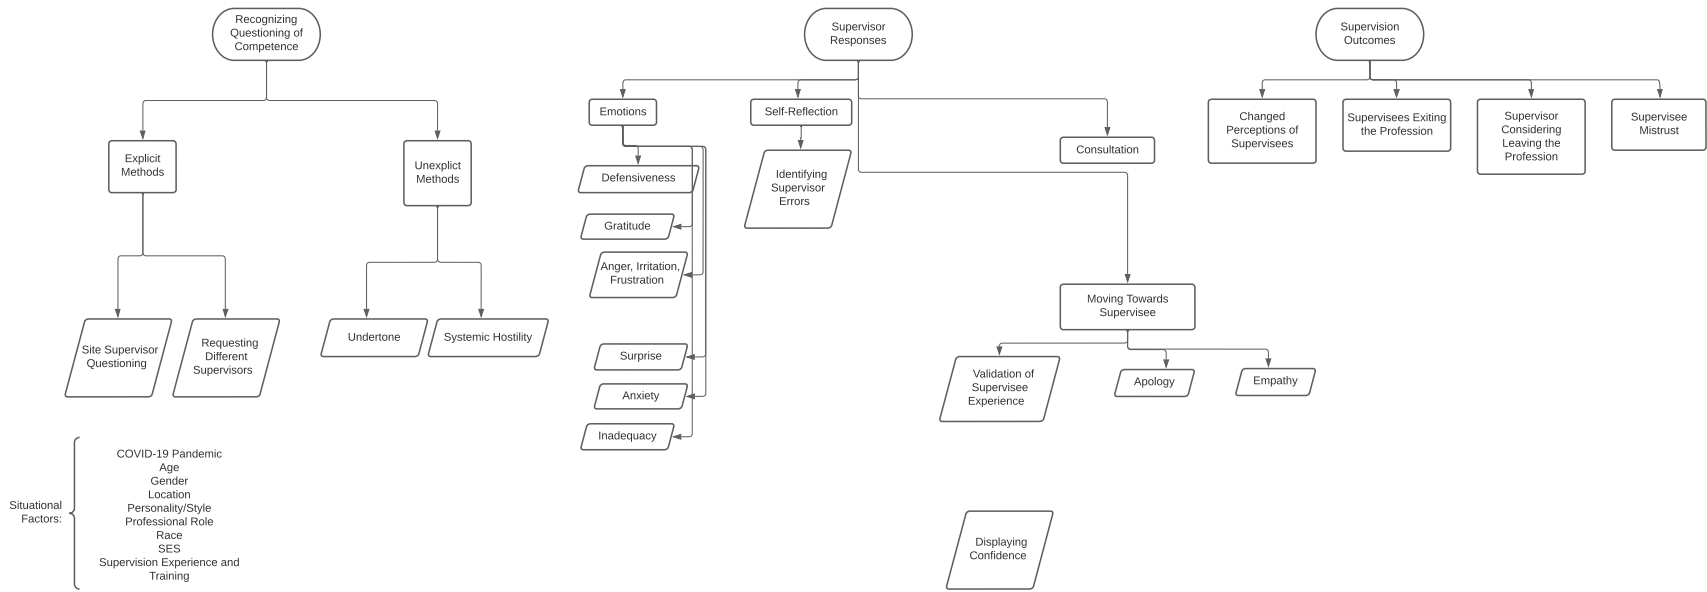 Recognizing
Questioning of
Competence
Explicit
Methods
Unexplict
Methods
Site Supervisor
Questioning
Requesting
Different
Supervisors
Undertone
Systemic Hostility
Situational
Factors:
COVID-19 Pandemic
Age
Gender
Location
Personality/Style
Professional Role
Race
SES
Supervision Experience and
Training
Supervisor
Responses
Emotions
Defensiveness
Gratitude
Anger, Irritation,
Frustration
Surprise
Anxiety
Inadequacy
Self-Reflection
Identifying
Supervisor
Errors
Consultation
Moving Towards
Supervisee
Validation of
Supervisee
Experience
Apology
Empathy
Displaying
Confidence
Supervision
Outcomes
Changed
Perceptions of
Supervisees
Supervisees Exiting
the Profession
Supervisor
Considering
Leaving the
Profession
Supervisee
Mistrust